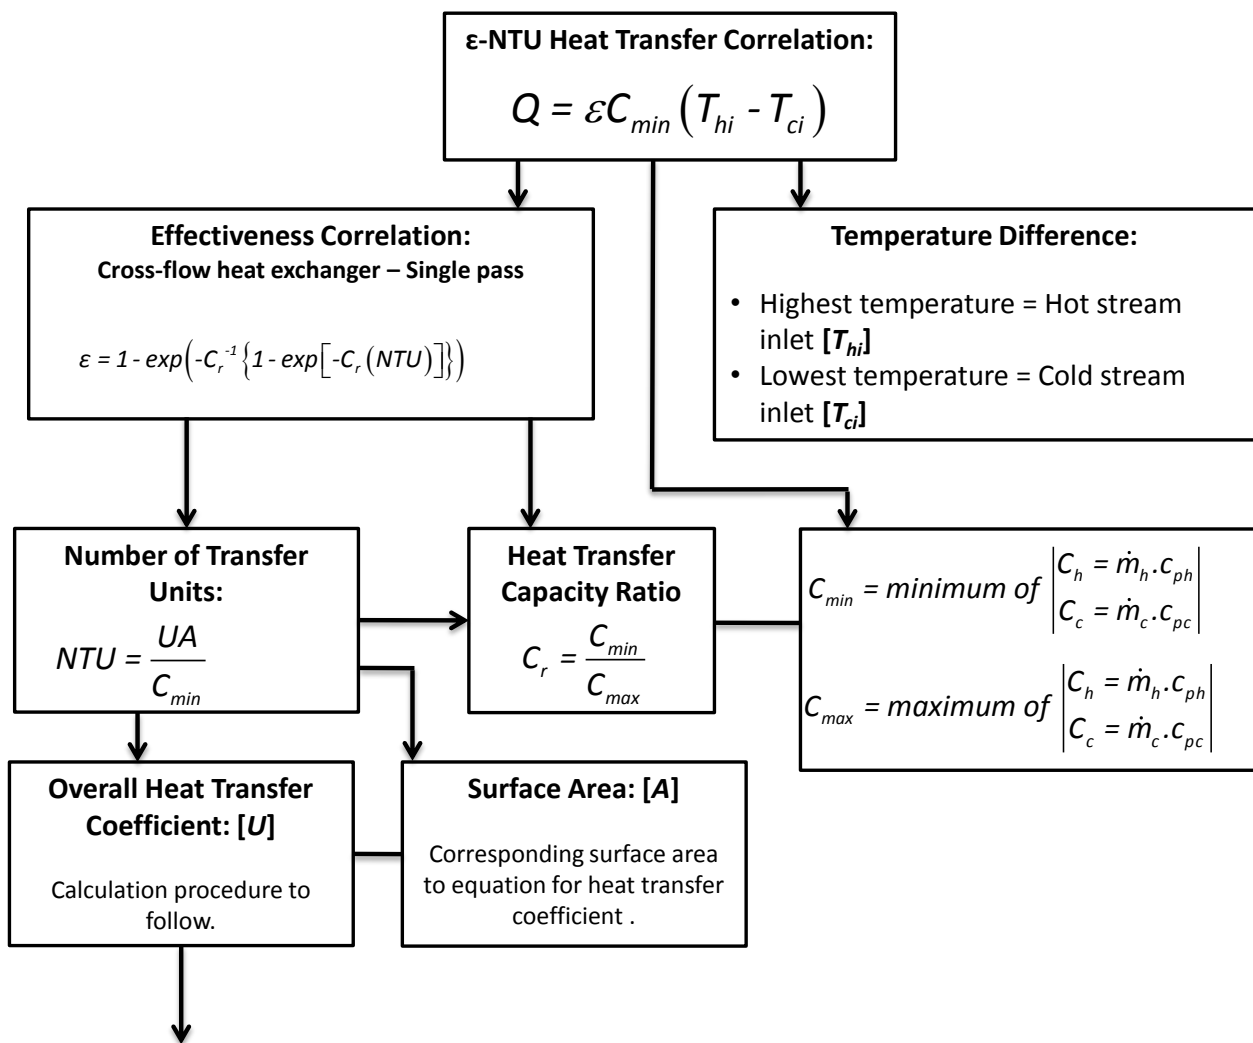 ε-NTU Heat Transfer Correlation:
Q = εC_min (T_hi - T_ci)
Effectiveness Correlation:
Cross-flow heat exchanger – Single pass
ε = 1 - exp(-C_r^-1 {1 - exp[-C_r (NTU)]})
Temperature Difference:
• Highest temperature = Hot stream
inlet [T_hi]
• Lowest temperature = Cold stream
inlet [T_ci]
Number of Transfer
Units:
NTU = UA / C_min
Heat Transfer
Capacity Ratio
C_r = C_min / C_max
C_min = minimum of |C_h = ṁ_h.c_ph|
|C_c = ṁ_c.c_pc|
C_max = maximum of |C_h = ṁ_h.c_ph|
|C_c = ṁ_c.c_pc|
Overall Heat Transfer
Coefficient: [U]
Calculation procedure to
follow.
Surface Area: [A]
Corresponding surface area
to equation for heat transfer
coefficient .